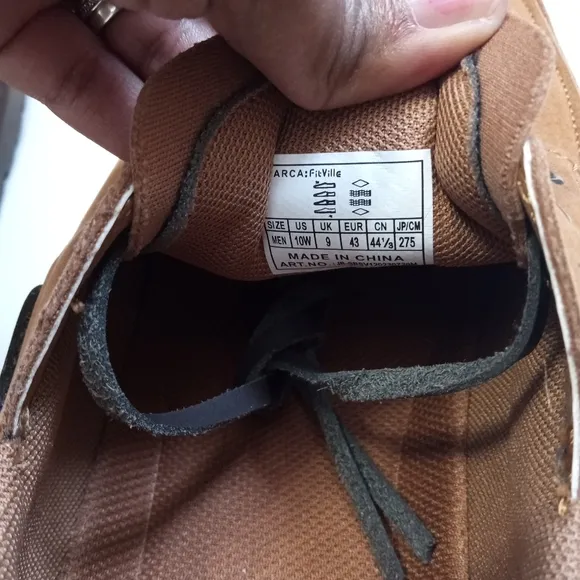 ARCA: FitVille
SIZE US UK EUR CN JP/CM
MEN 10W 9 43 44⅓ 275
MADE IN CHINA
ART.NO.: